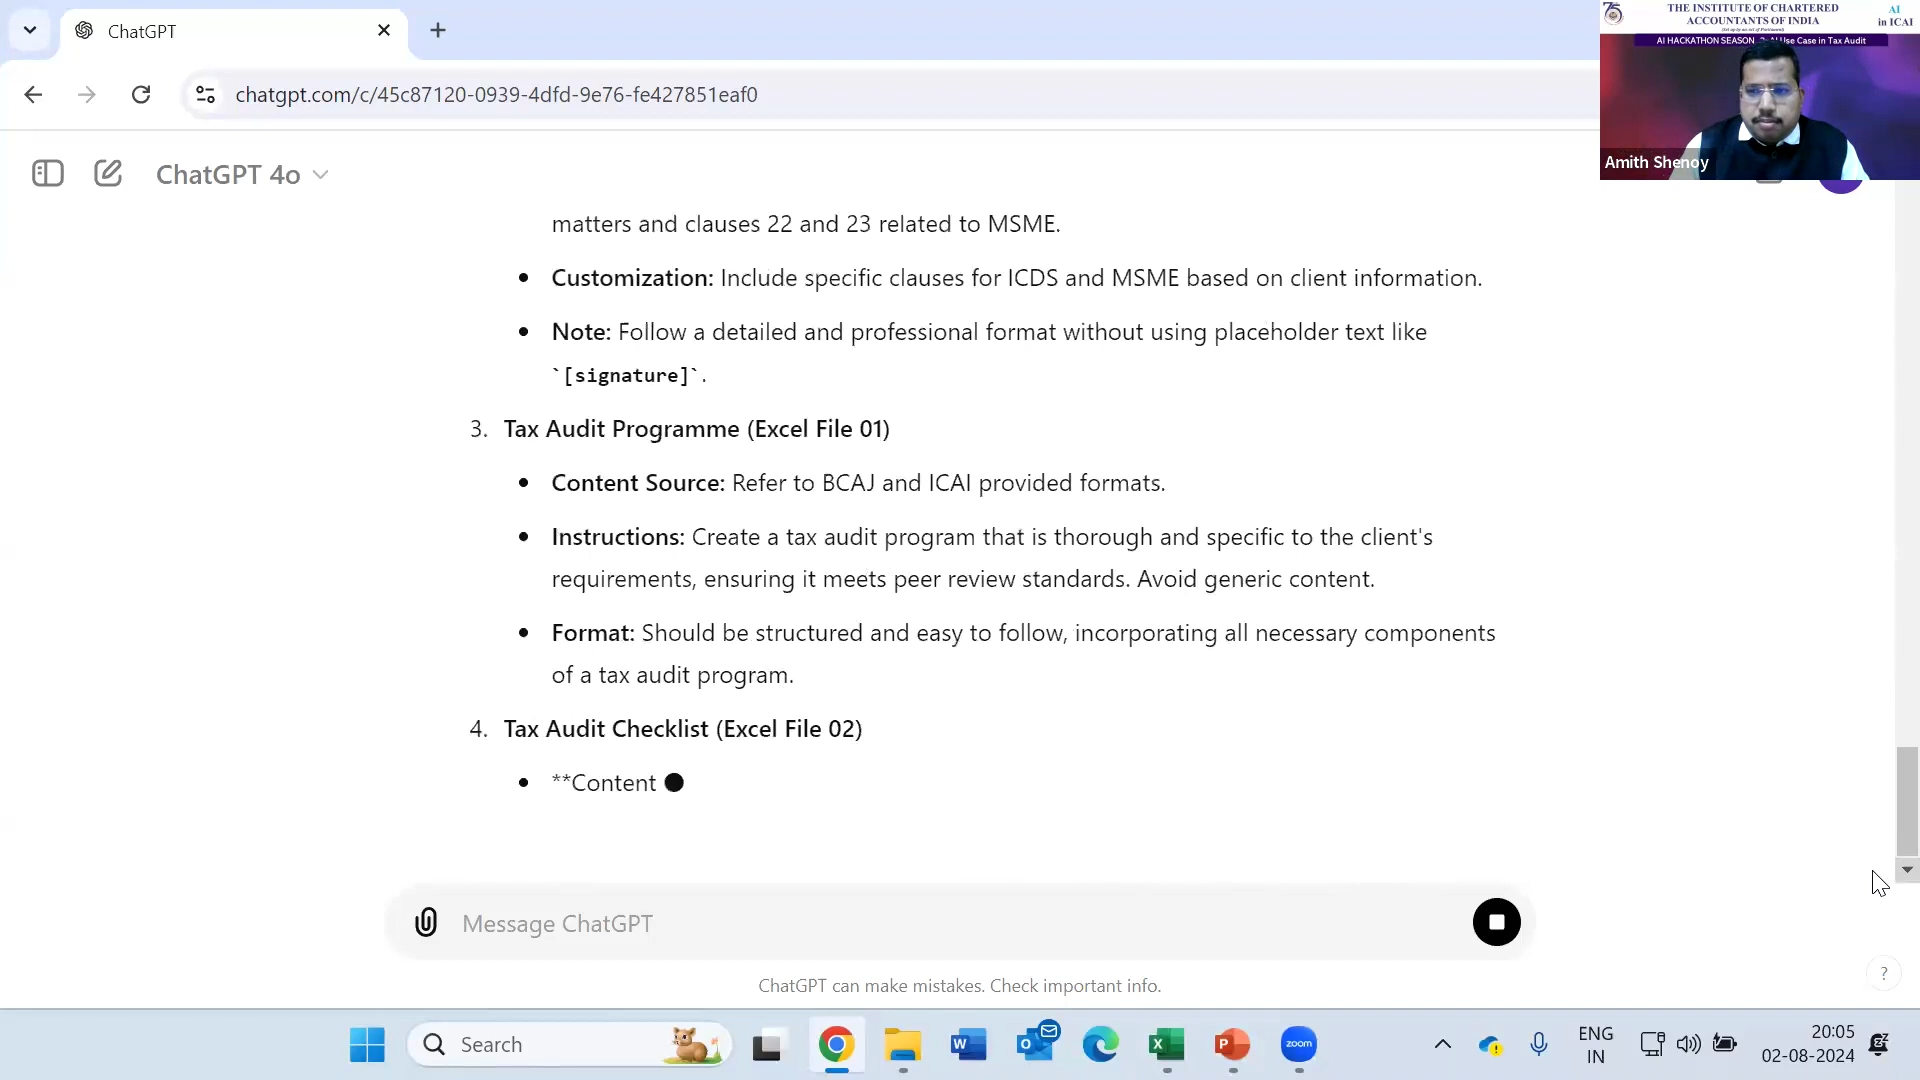 ChatGPT
chatgpt.com/c/45c87120-0939-4dfd-9e76-fe427851eaf0
THE INSTITUTE OF CHARTERED
ACCOUNTANTS OF INDIA
AI
in ICAI
AI HACKATHON SEASON 2: AI Use Case in Tax Audit
Amith Shenoy
ChatGPT 4o
matters and clauses 22 and 23 related to MSME.
• Customization: Include specific clauses for ICDS and MSME based on client information.
• Note: Follow a detailed and professional format without using placeholder text like
`[signature]`.
3. Tax Audit Programme (Excel File 01)
• Content Source: Refer to BCAJ and ICAI provided formats.
• Instructions: Create a tax audit program that is thorough and specific to the client's
requirements, ensuring it meets peer review standards. Avoid generic content.
• Format: Should be structured and easy to follow, incorporating all necessary components
of a tax audit program.
4. Tax Audit Checklist (Excel File 02)
• **Content
Message ChatGPT
ChatGPT can make mistakes. Check important info.
?
Search
zoom
ENG
IN
20:05
02-08-2024